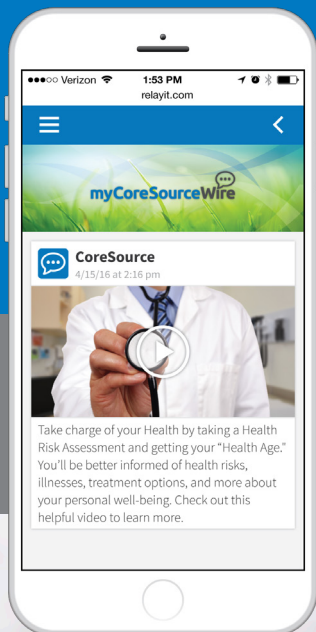 Verizon 1:53 PM
relayit.com
myCoreSourceWire
CoreSource
4/15/16 at 2:16 pm
Take charge of your Health by taking a Health
Risk Assessment and getting your “Health Age.”
You'll be better informed of health risks,
illnesses, treatment options, and more about
your personal well-being. Check out this
helpful video to learn more.